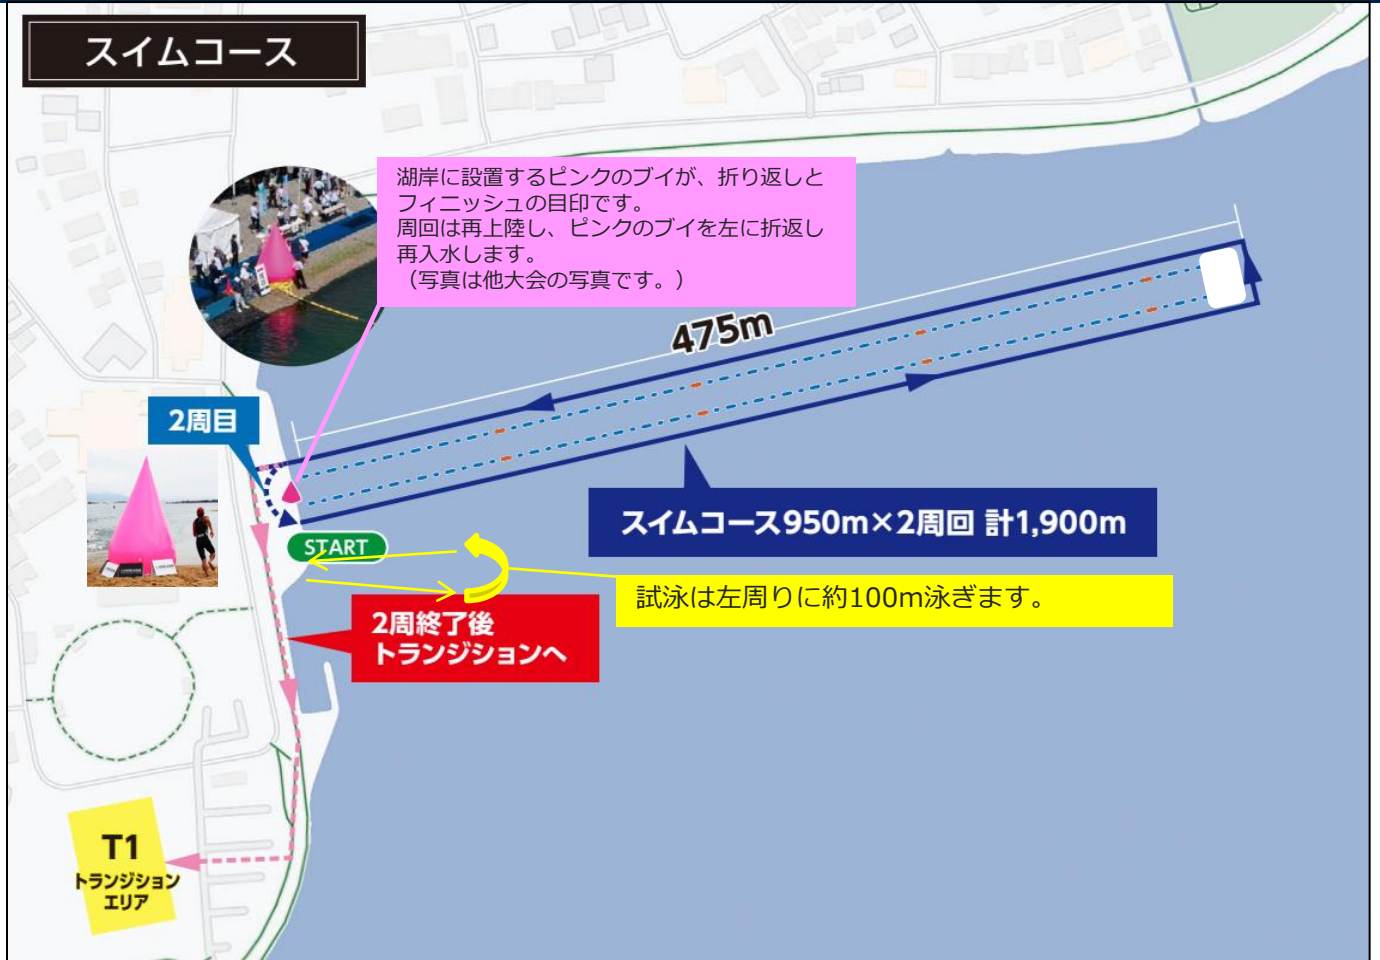 スイムコース
湖岸に設置するピンクのブイが、折り返しと
フィニッシュの目印です。
周回は再上陸し、ピンクのブイを左に折返し
再入水します。
（写真は他大会の写真です。）
475m
2周目
スイムコース950m×2周回 計1,900m
START
試泳は左周りに約100m泳ぎます。
2周終了後
トランジションへ
T1
トランジション
エリア